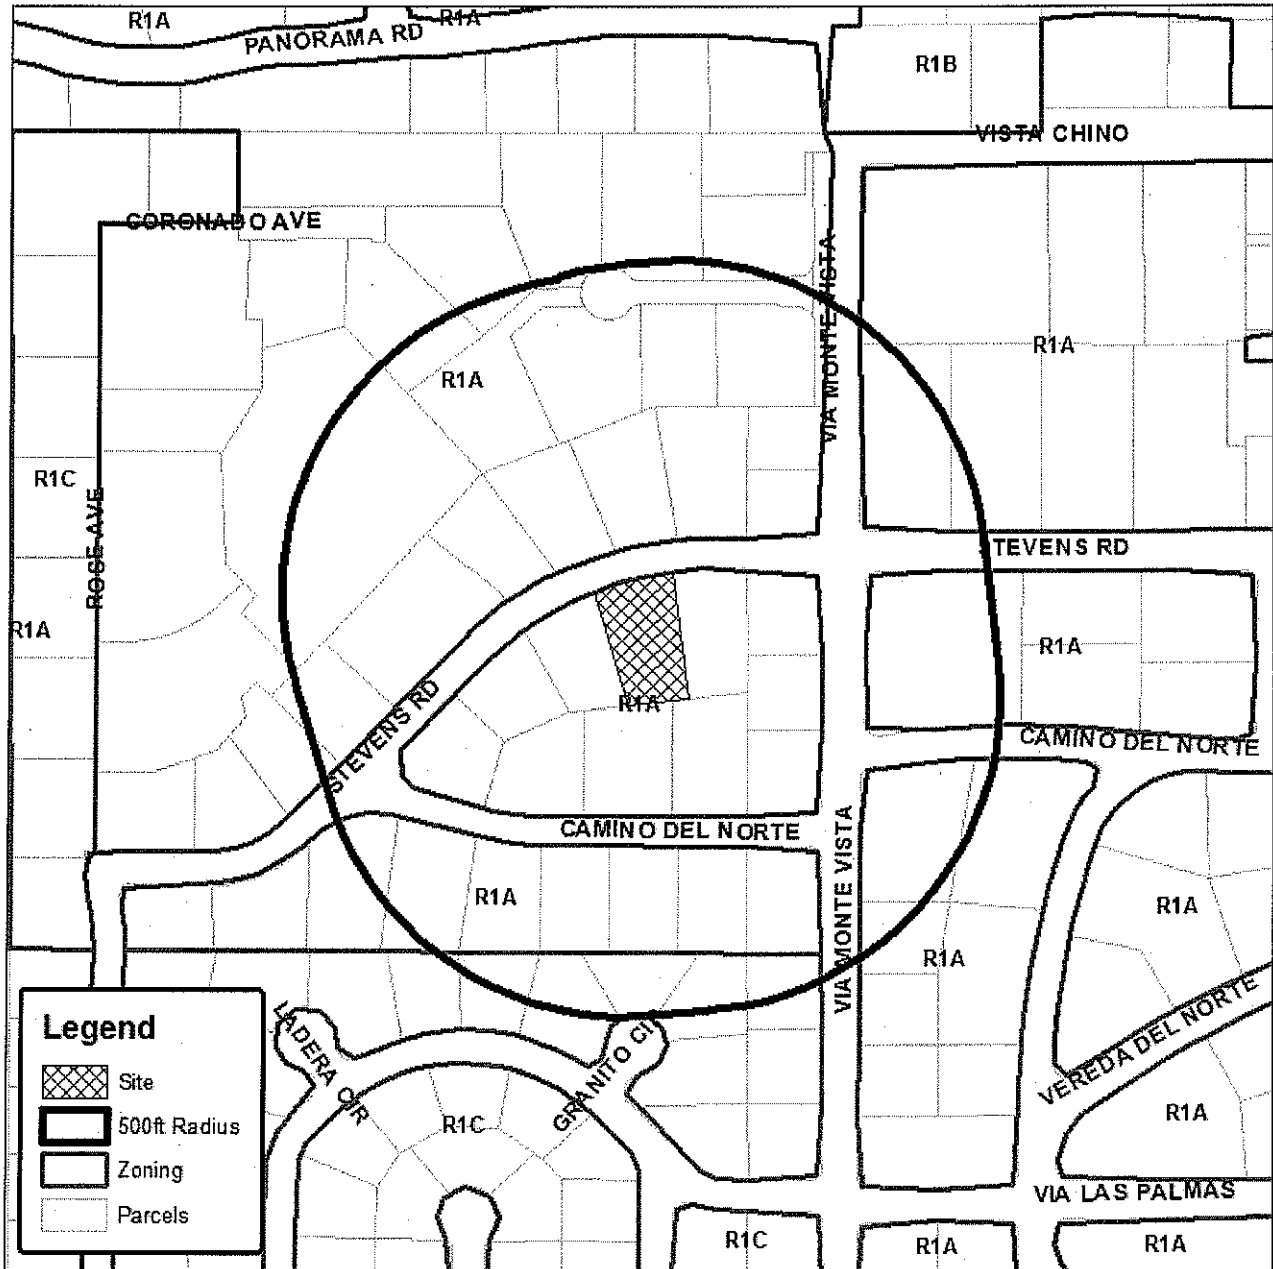 R1A
R1A
PANORAMA RD
R1B
VISTA CHINO
CORONADO AVE
VIA MONTE VISTA
R1A
R1A
R1C
ROSE AVE
TEVENS RD
R1A
R1A
STEVENS RD
R1A
CAMINO DEL NORTE
CAMINO DEL NORTE
VIA MONTE VISTA
R1A
R1A
R1A
VEREDA DEL NORTE
Legend
Site
500ft Radius
Zoning
Parcels
LADERA CIR
GRANITO CI
R1C
R1A
VIA LAS PALMAS
R1C
R1A
R1A